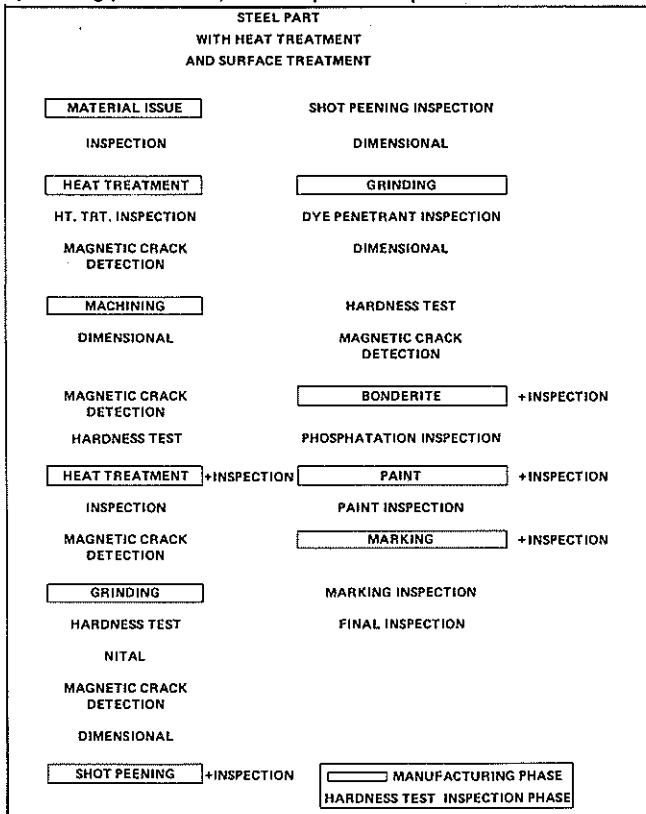 STEEL PART
WITH HEAT TREATMENT
AND SURFACE TREATMENT
MATERIAL ISSUE
INSPECTION
HEAT TREATMENT
HT. TRT. INSPECTION
MAGNETIC CRACK
DETECTION
MACHINING
DIMENSIONAL
MAGNETIC CRACK
DETECTION
HARDNESS TEST
HEAT TREATMENT +INSPECTION
INSPECTION
MAGNETIC CRACK
DETECTION
GRINDING
HARDNESS TEST
NITAL
MAGNETIC CRACK
DETECTION
DIMENSIONAL
SHOT PEENING +INSPECTION
SHOT PEENING INSPECTION
DIMENSIONAL
GRINDING
DYE PENETRANT INSPECTION
DIMENSIONAL
HARDNESS TEST
MAGNETIC CRACK
DETECTION
BONDERITE +INSPECTION
PHOSPHATATION INSPECTION
PAINT +INSPECTION
PAINT INSPECTION
MARKING +INSPECTION
MARKING INSPECTION
FINAL INSPECTION
MANUFACTURING PHASE
HARDNESS TEST INSPECTION PHASE